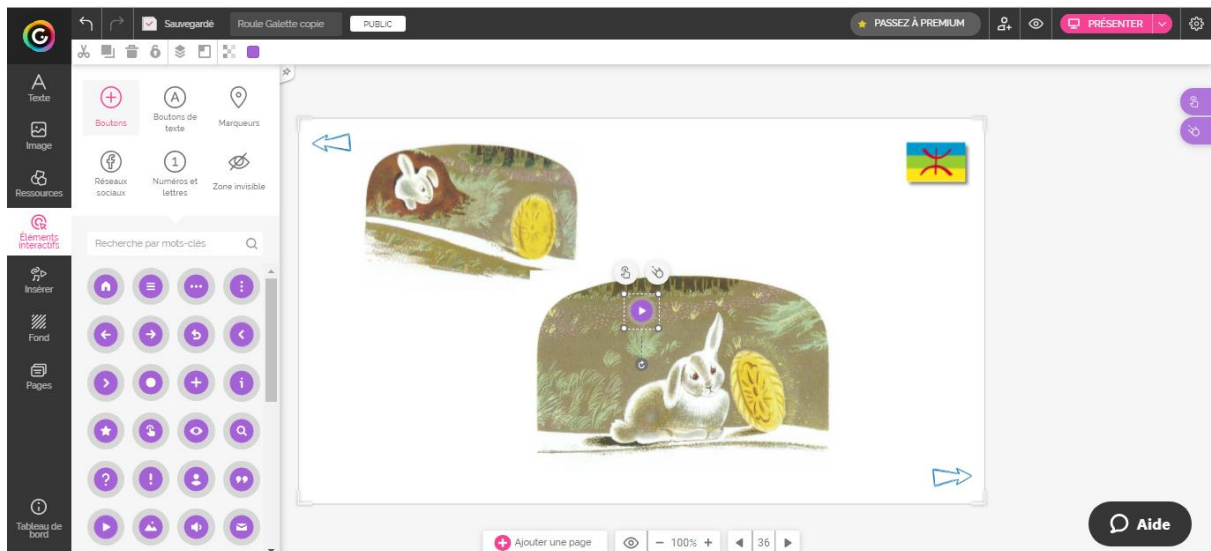 Sauvegardé
Roule Galette copie
PUBLIC
PASSEZ À PREMIUM
PRÉSENTER
Texte
Image
Ressources
Éléments
interactifs
Insérer
Fond
Pages
Tableau de
bord
Boutons
Boutons de
texte
Marqueurs
Réseaux
sociaux
Numéros et
lettres
Zone invisible
Recherche par mots-clés
Ajouter une page
100%
36
Aide